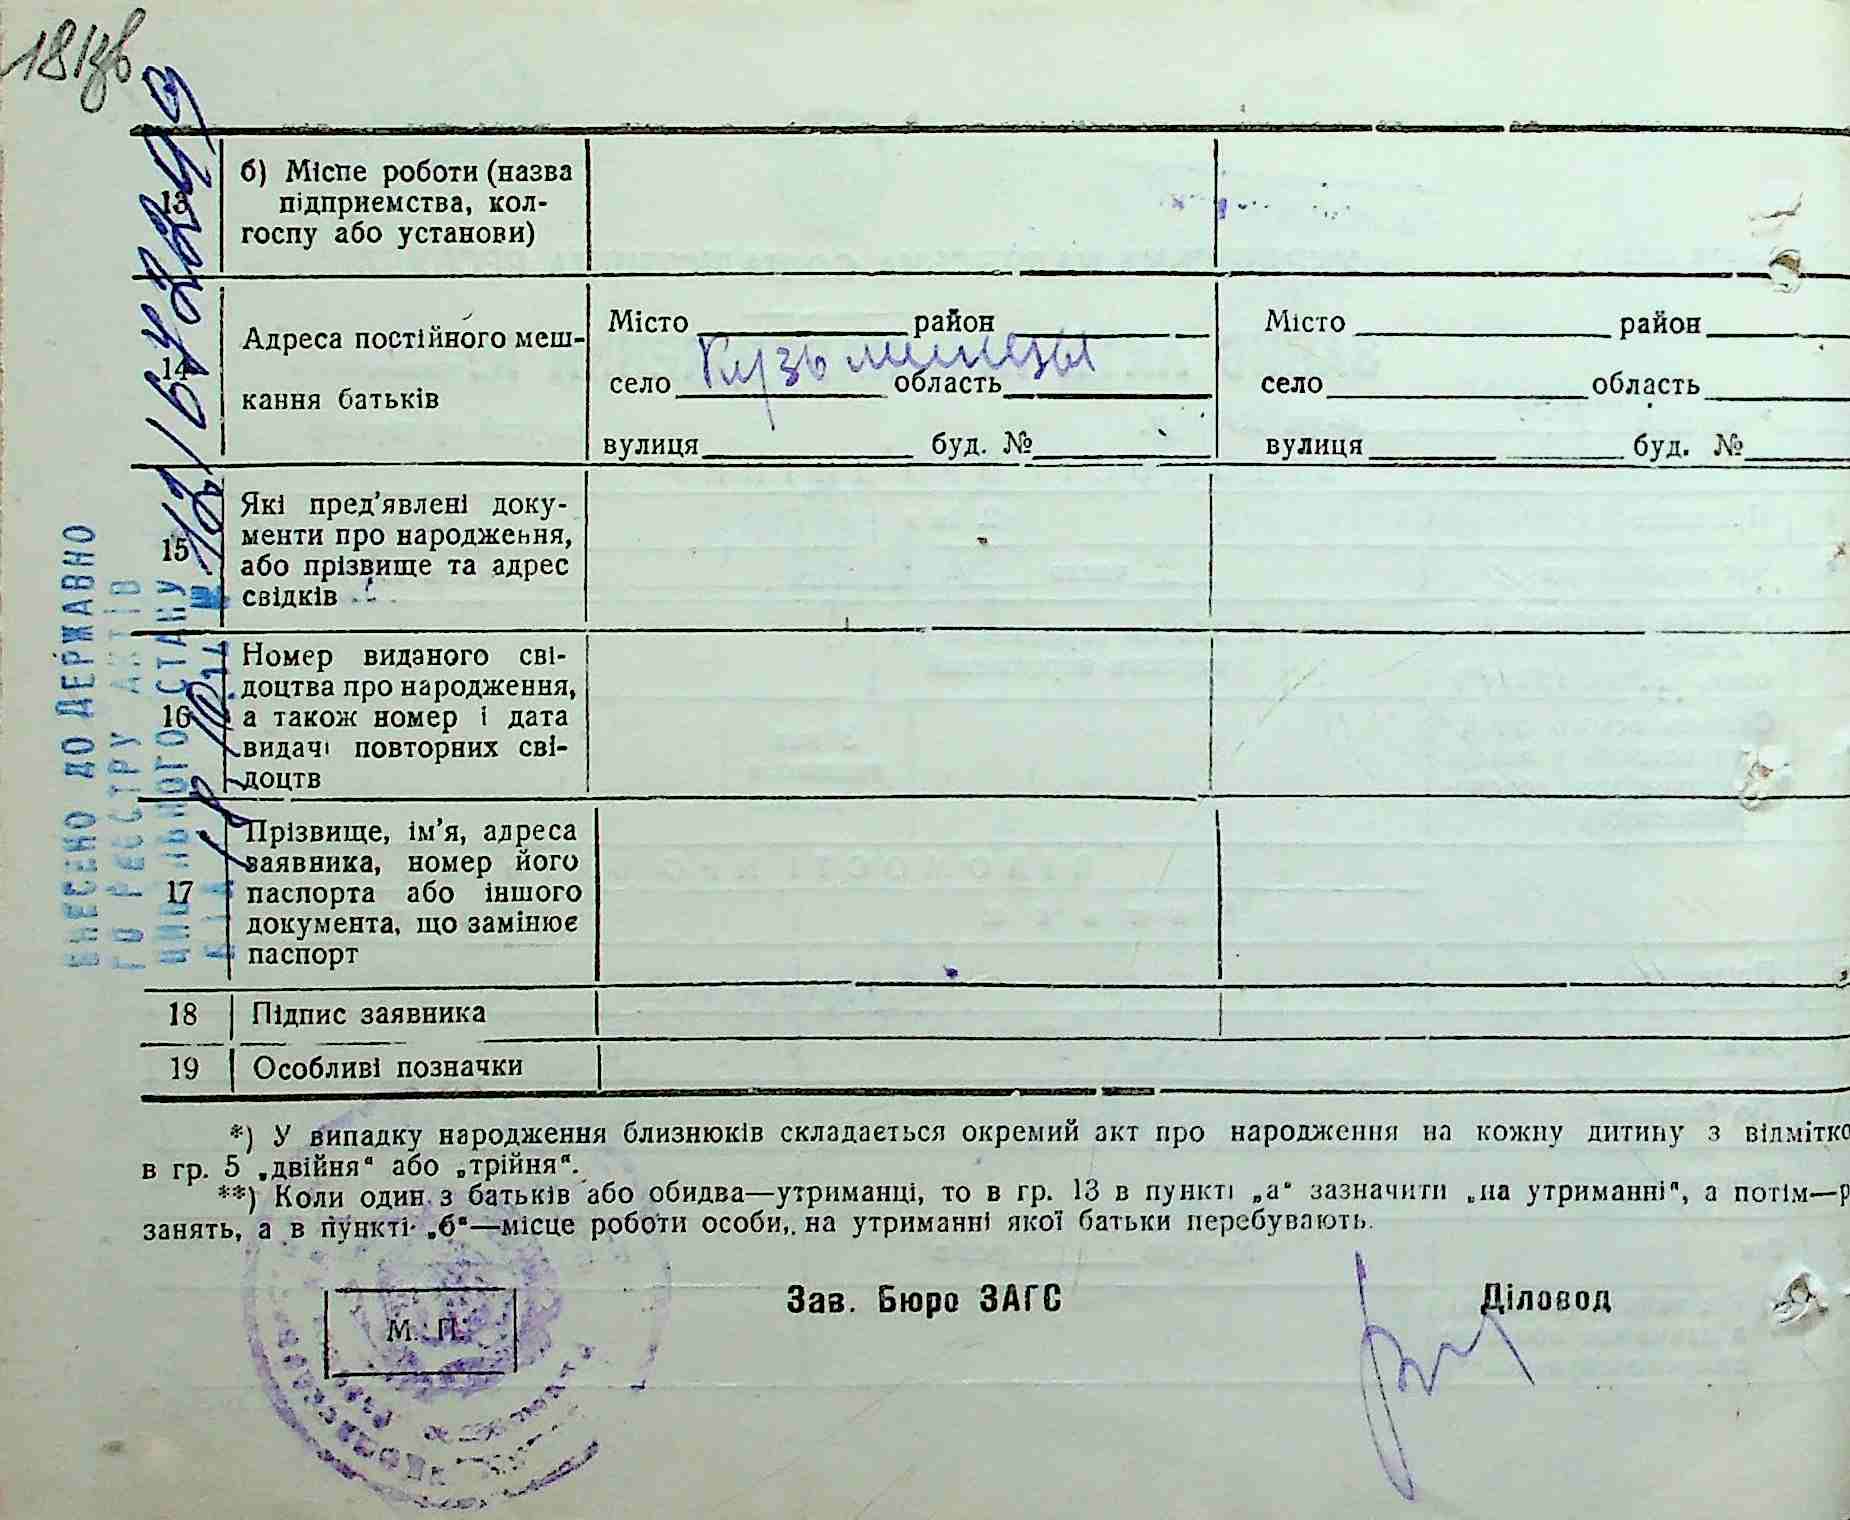 18 зв
13
б) Місце роботи (назва
підприємства, кол-
госпу або установи)
14
Адреса постійного меш-
кання батьків
Місто район
село Кузьминцы область
вулиця буд. №
Місто район
село область
вулиця буд. №
15
Які пред'явлені доку-
менти про народження,
або прізвище та адрес
свідків
16
Номер виданого сві-
доцтва про народження,
а також номер і дата
видачі повторних сві-
доцтв
17
Прізвище, ім'я, адреса
заявника, номер його
паспорта або іншого
документа, що замінює
паспорт
18 Підпис заявника
19 Особливі позначки
ВНЕСЕНО ДО ДЕРЖАВНО
ГО РЕЄСТРУ АКТІВ
ЦИВІЛЬНОГО СТАНУ
ВІД №
*) У випадку народження близнюків складається окремий акт про народження на кожну дитину з відмітко
в гр. 5 „двійня“ або „трійня“.
**) Коли один з батьків або обидва—утриманці, то в гр. 13 в пункті „а“ зазначити „на утриманні“, а потім—р
занять, а в пункті „б“—місце роботи особи, на утриманні якої батьки перебувають.
М. П.
Зав. Бюро ЗАГС
Діловод